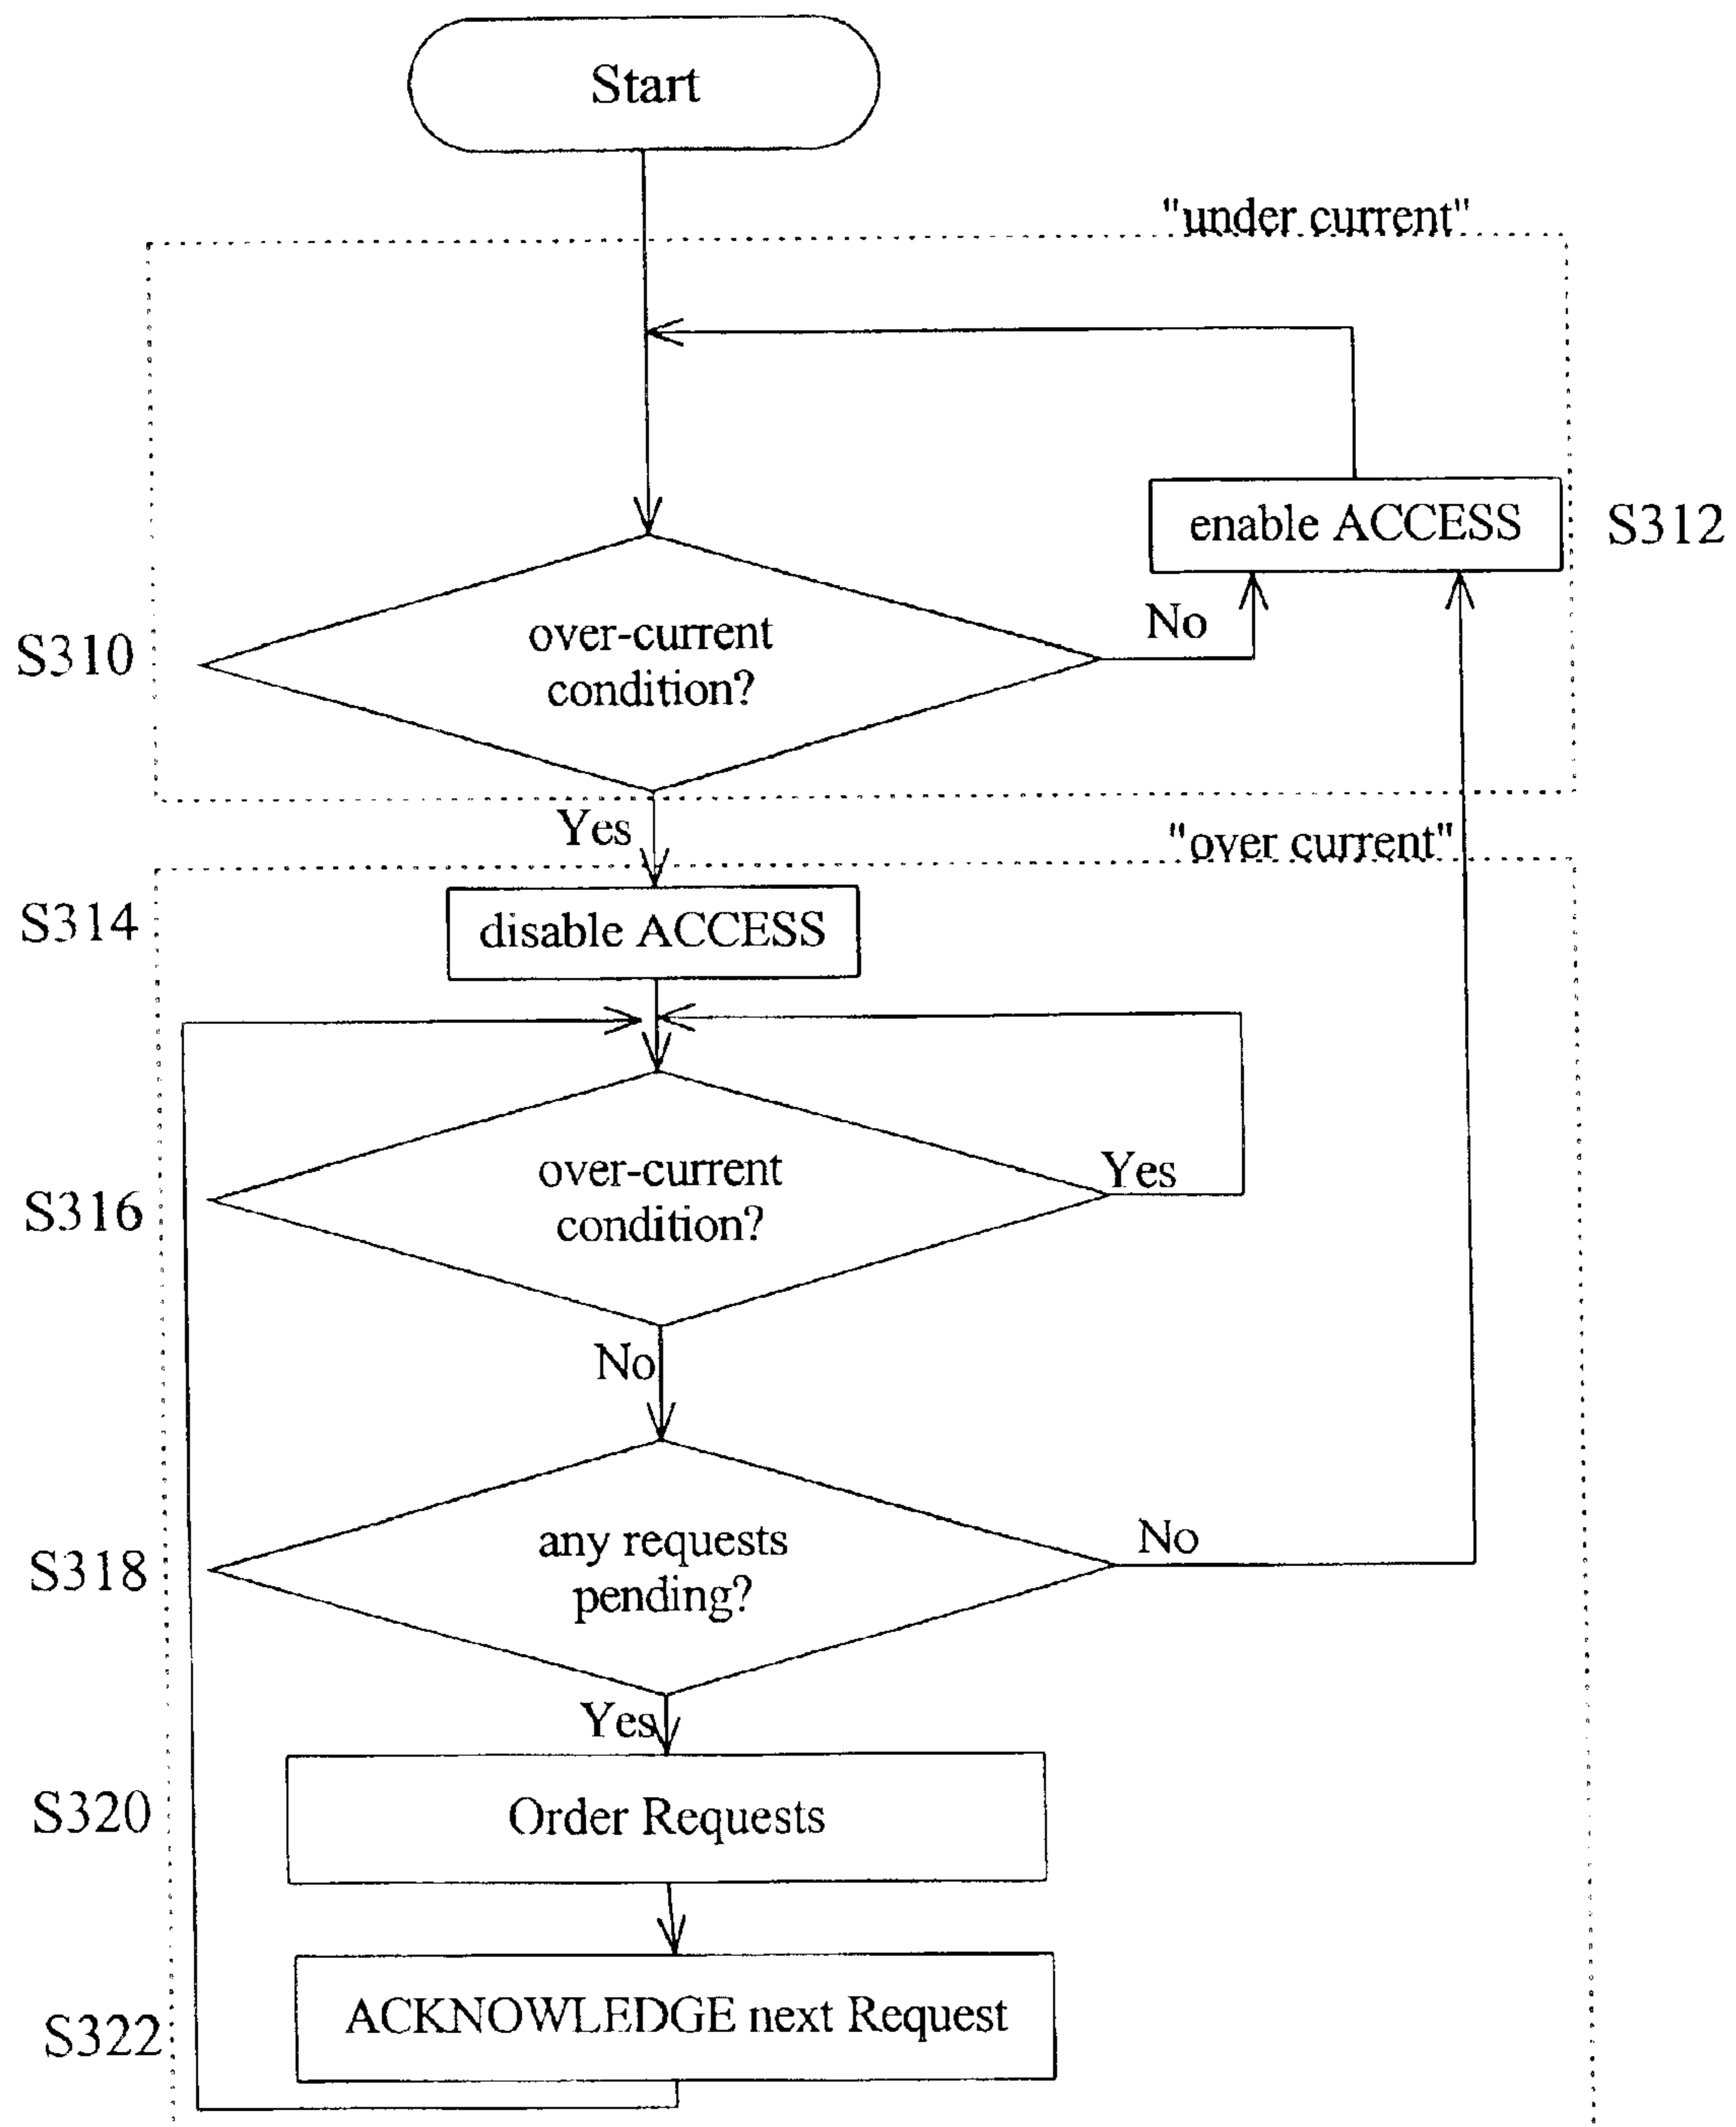 Start
"under current"
enable ACCESS
S312
No
S310
over-current
condition?
Yes
"over current"
S314
disable ACCESS
over-current
condition?
Yes
S316
No
any requests
pending?
No
S318
Yes
S320
Order Requests
ACKNOWLEDGE next Request
S322